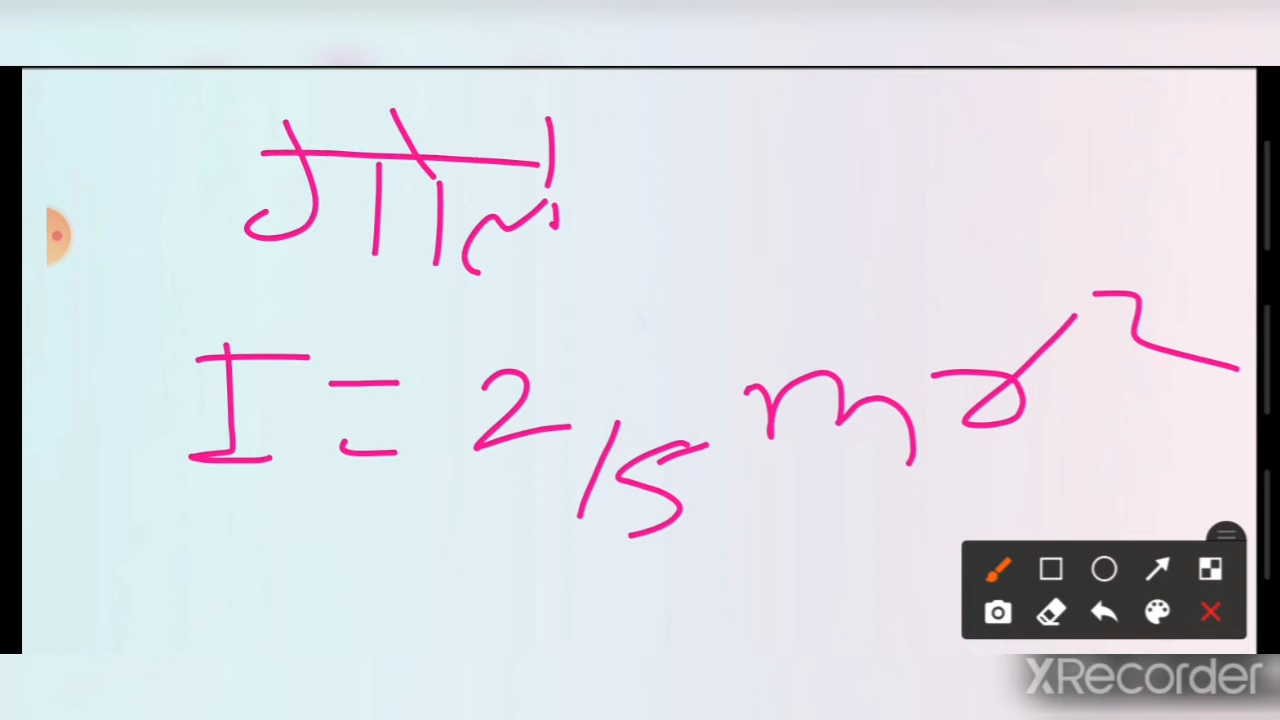 I = 2/5 mr²
XRecorder